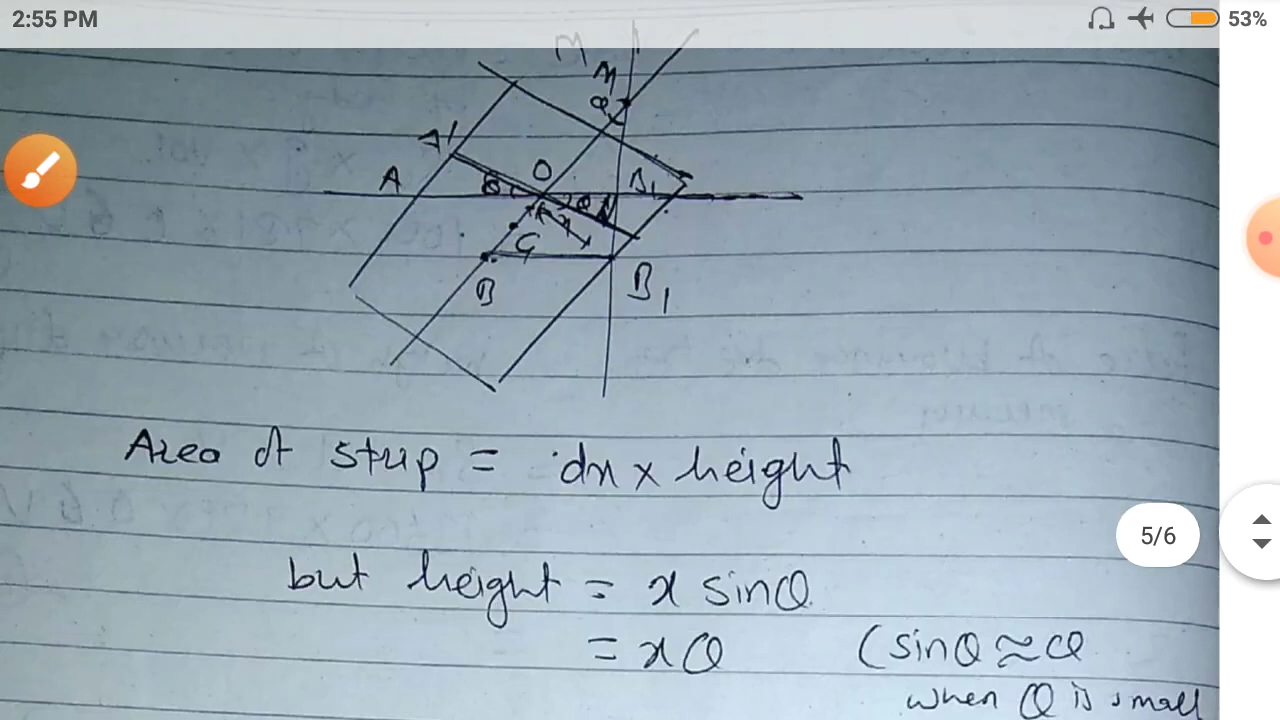 2:55 PM
53%
M
M
A'
A
O
θ
θ
N
B1
x
G
B
B1
Area of strip = dx x height
but height = x sinθ
= xθ (sinθ ≈ θ
when θ is small
5/6